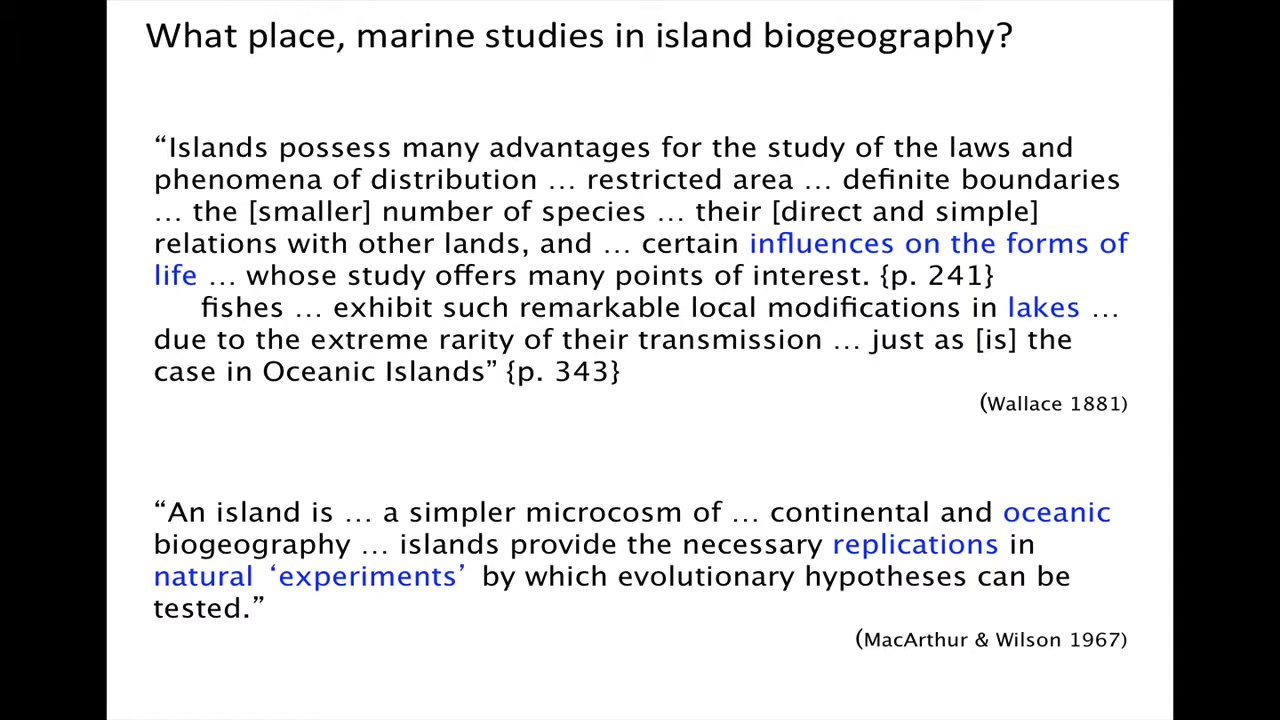 What place, marine studies in island biogeography?
“Islands possess many advantages for the study of the laws and
phenomena of distribution … restricted area … definite boundaries
… the [smaller] number of species … their [direct and simple]
relations with other lands, and … certain influences on the forms of
life … whose study offers many points of interest. {p. 241}
fishes … exhibit such remarkable local modifications in lakes …
due to the extreme rarity of their transmission … just as [is] the
case in Oceanic Islands” {p. 343}
(Wallace 1881)
“An island is … a simpler microcosm of … continental and oceanic
biogeography … islands provide the necessary replications in
natural ‘experiments’ by which evolutionary hypotheses can be
tested.”
(MacArthur & Wilson 1967)